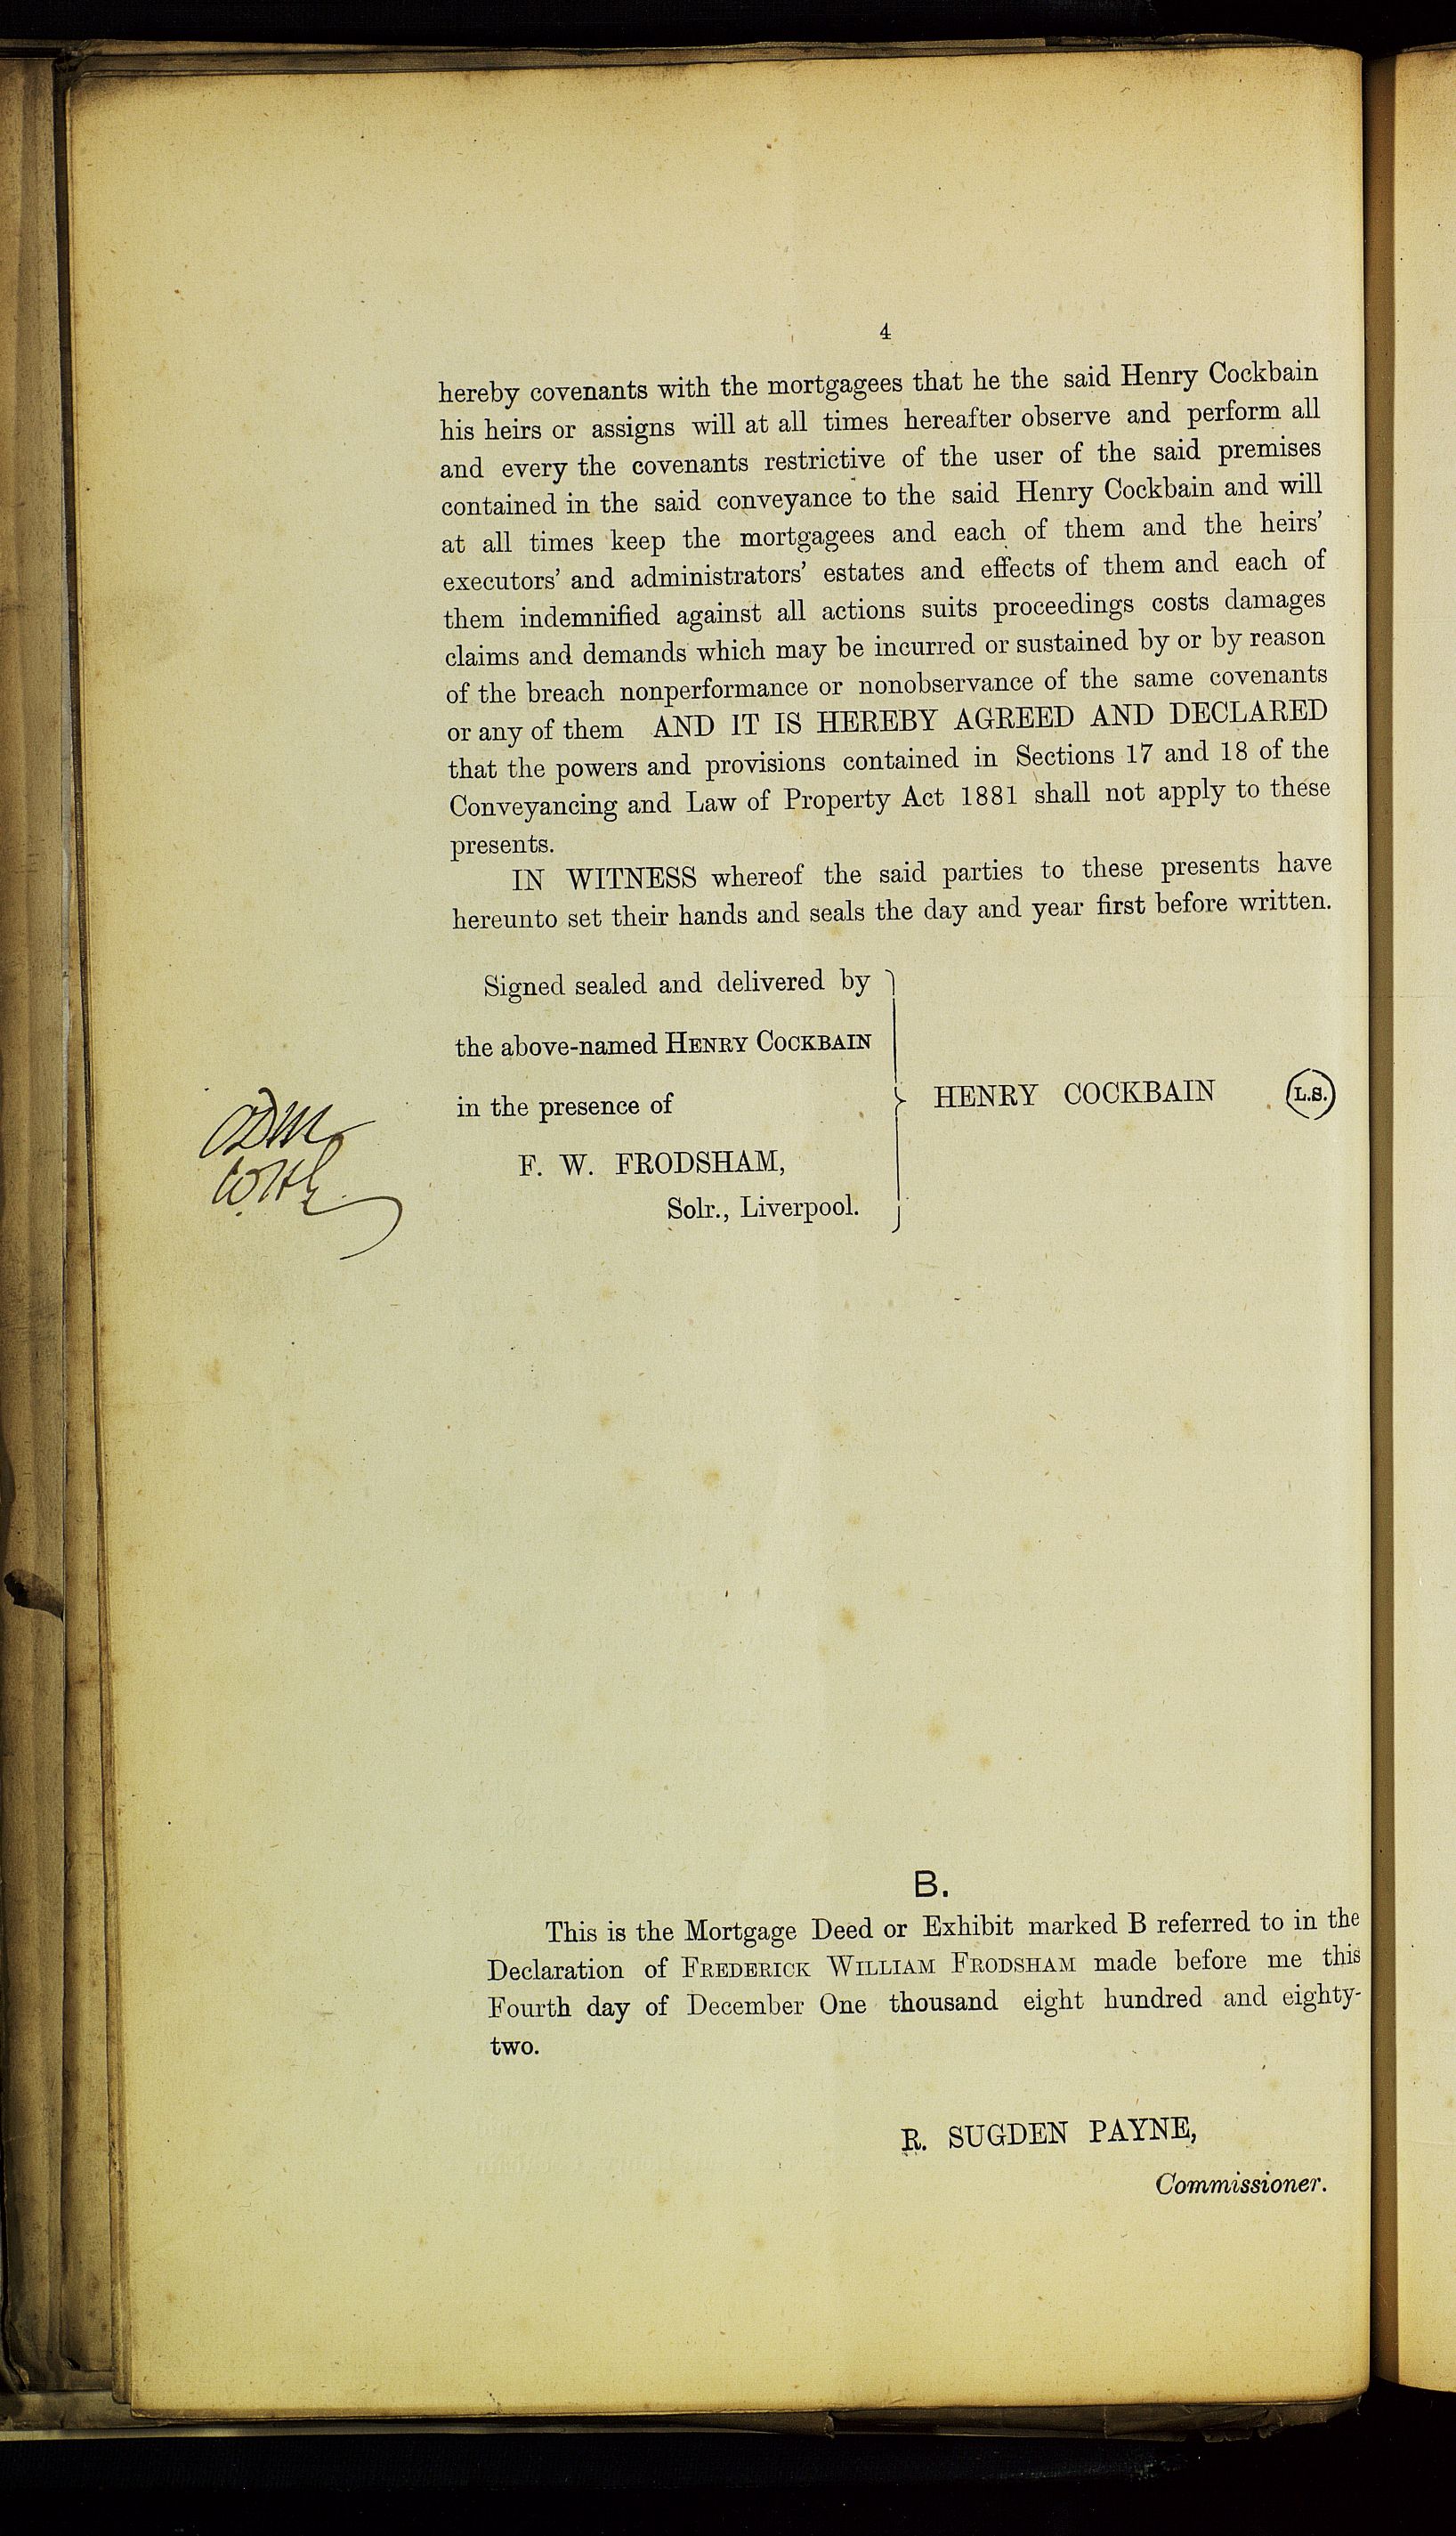 4
hereby covenants with the mortgagees that he the said Henry Cockbain
his heirs or assigns will at all times hereafter observe and perform all
and every the covenants restrictive of the user of the said premises
contained in the said conveyance to the said Henry Cockbain and will
at all times keep the mortgagees and each of them and the heirs'
executors' and administrators' estates and effects of them and each of
them indemnified against all actions suits proceedings costs damages
claims and demands which may be incurred or sustained by or by reason
of the breach nonperformance or nonobservance of the same covenants
or any of them AND IT IS HEREBY AGREED AND DECLARED
that the powers and provisions contained in Sections 17 and 18 of the
Conveyancing and Law of Property Act 1881 shall not apply to these
presents.
IN WITNESS whereof the said parties to these presents have
hereunto set their hands and seals the day and year first before written.
Signed sealed and delivered by
the above-named HENRY COCKBAIN
in the presence of
F. W. FRODSHAM,
Solr., Liverpool.
HENRY COCKBAIN L.S.
B.
This is the Mortgage Deed or Exhibit marked B referred to in the
Declaration of FREDERICK WILLIAM FRODSHAM made before me this
Fourth day of December One thousand eight hundred and eighty-
two.
R. SUGDEN PAYNE,
Commissioner.